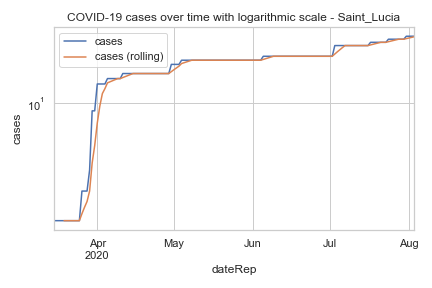 COVID-19 cases over time with logarithmic scale - Saint_Lucia
cases
cases (rolling)
10¹
cases
Apr
2020
May
Jun
Jul
Aug
dateRep